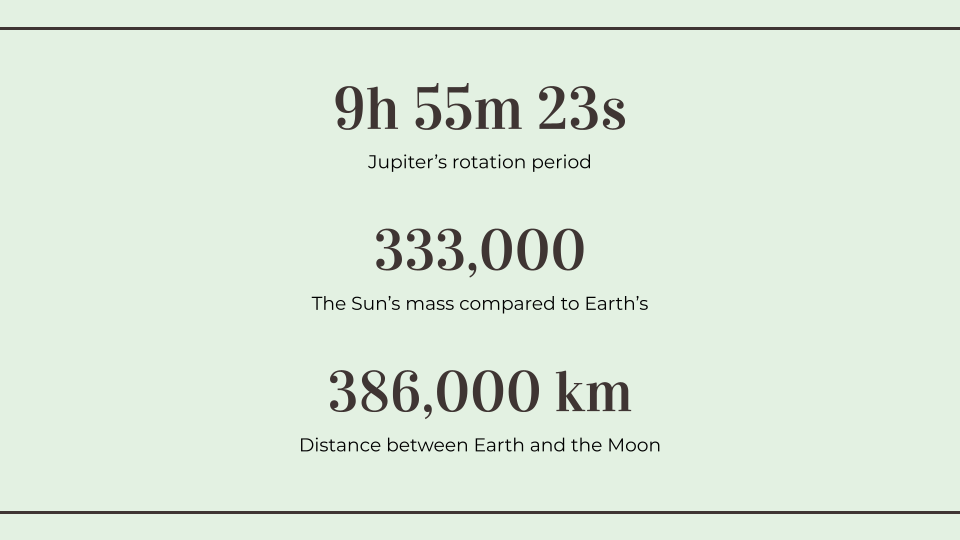 9h 55m 23s
Jupiter’s rotation period
333,000
The Sun’s mass compared to Earth’s
386,000 km
Distance between Earth and the Moon